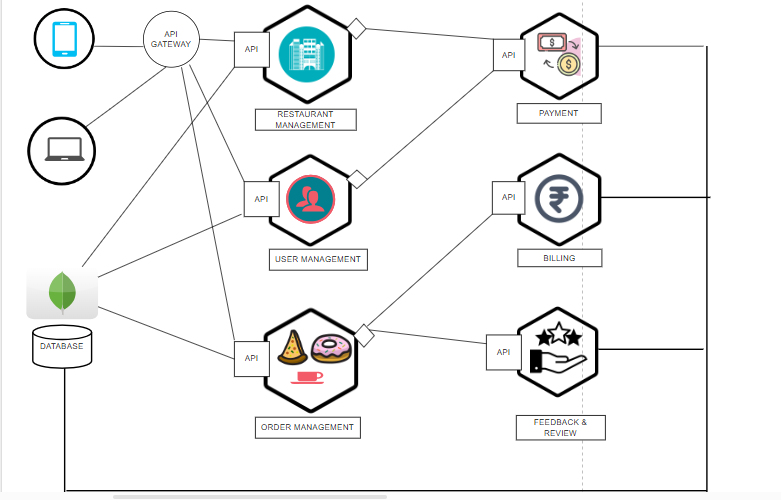 API
GATEWAY
API
RESTAURANT
MANAGEMENT
API
$
$
PAYMENT
API
USER MANAGEMENT
API
₹
BILLING
DATABASE
API
ORDER MANAGEMENT
API
FEEDBACK &
REVIEW